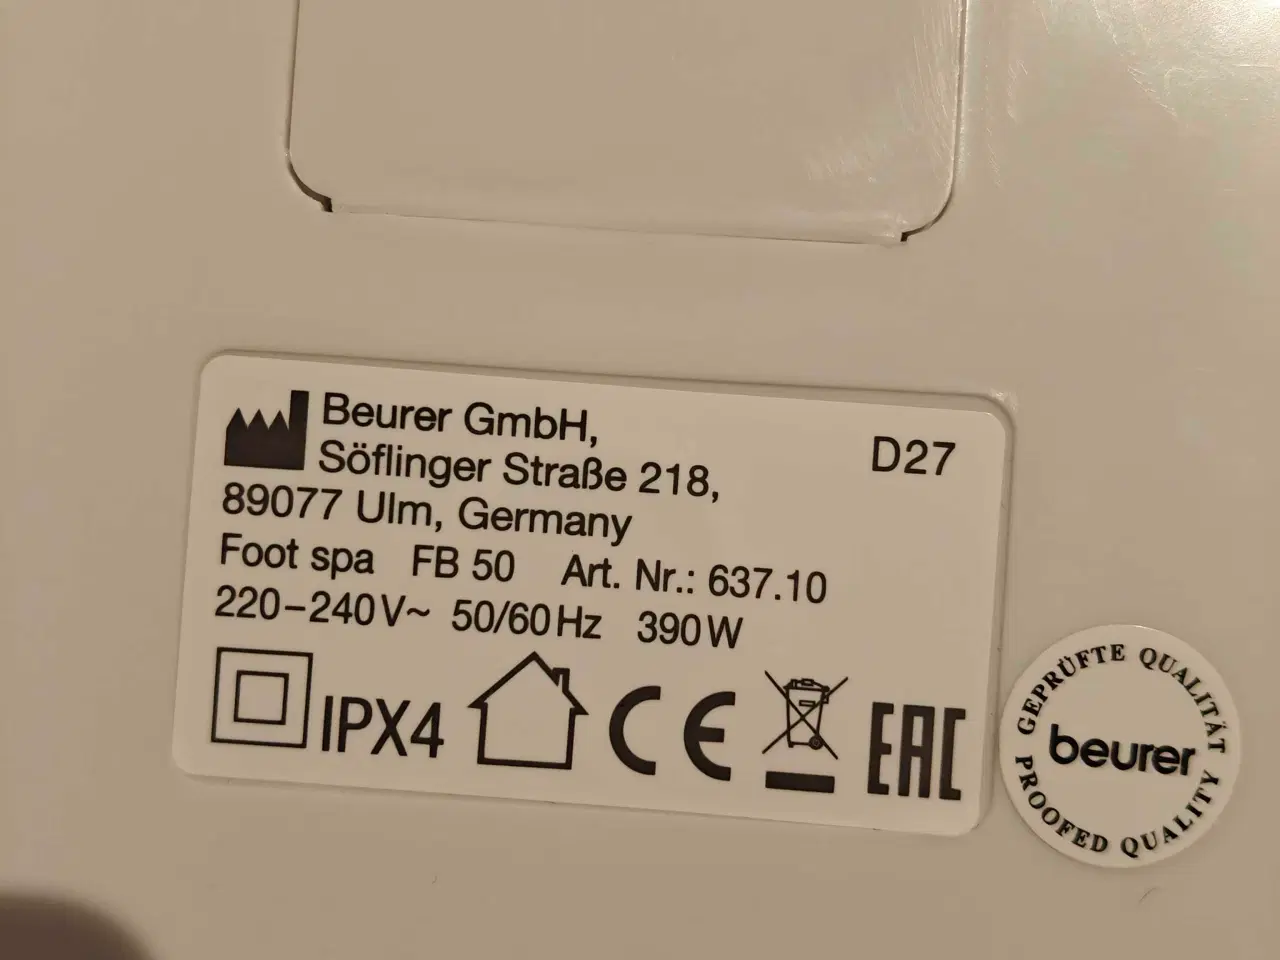 Beurer GmbH,
Söflinger Straße 218,
89077 Ulm, Germany
D27
Foot spa FB 50 Art. Nr.: 637.10
220–240V~ 50/60Hz 390W
IPX4 CE EAC
GEPRÜFTE QUALITÄT
beurer
PROOFED QUALITY